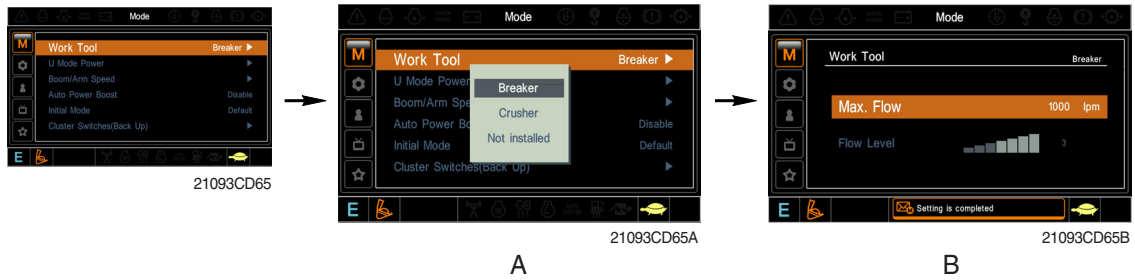 Mode
M
Work Tool Breaker ▶
U Mode Power ▶
Boom/Arm Speed ▶
Auto Power Boost Disable
Initial Mode Default
Cluster Switches(Back Up) ▶
E
21093CD65
Mode
M
Work Tool Breaker ▶
U Mode Power
Boom/Arm Spe ▶
Auto Power Bo Disable
Initial Mode Default
Cluster Switches(Back Up) ▶
Breaker
Crusher
Not installed
E
21093CD65A
A
Mode
M
Work Tool Breaker
Max. Flow 1000 lpm
Flow Level 3
E
Setting is completed
21093CD65B
B